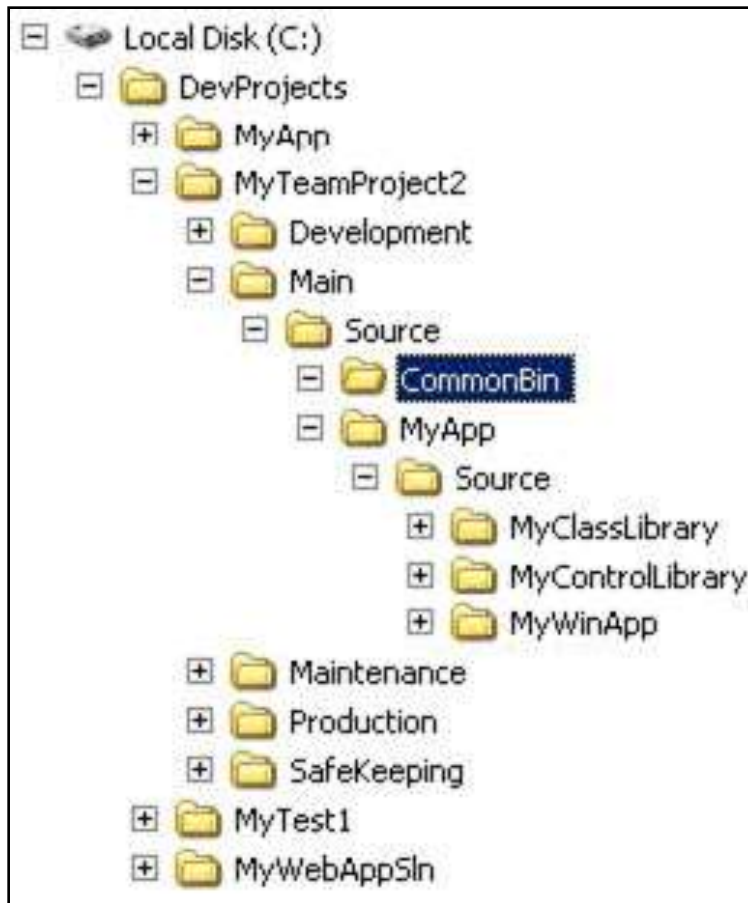 Local Disk (C:)
DevProjects
MyApp
MyTeamProject2
Development
Main
Source
CommonBin
MyApp
Source
MyClassLibrary
MyControlLibrary
MyWinApp
Maintenance
Production
SafeKeeping
MyTest1
MyWebAppSln